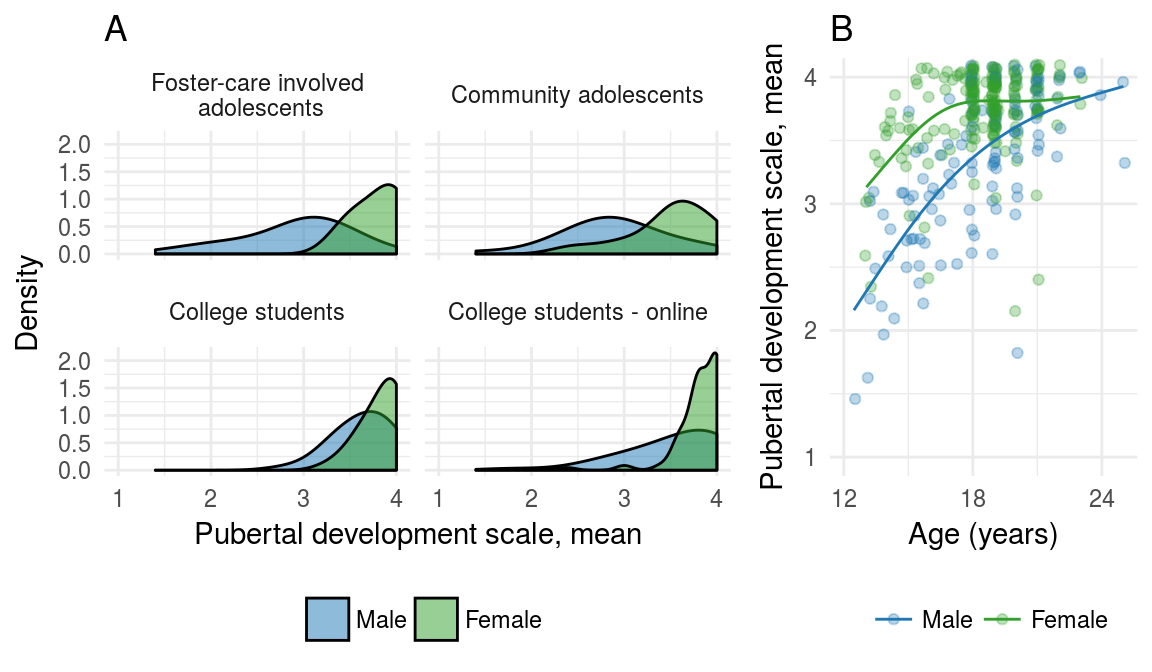 A
Foster-care involved
adolescents
Community adolescents
2.0
1.5
1.0
0.5
0.0
College students
College students - online
2.0
1.5
1.0
0.5
0.0
Density
1 2 3 4 1 2 3 4
Pubertal development scale, mean
Male Female
B
Pubertal development scale, mean
4
3
2
1
12 18 24
Age (years)
Male Female